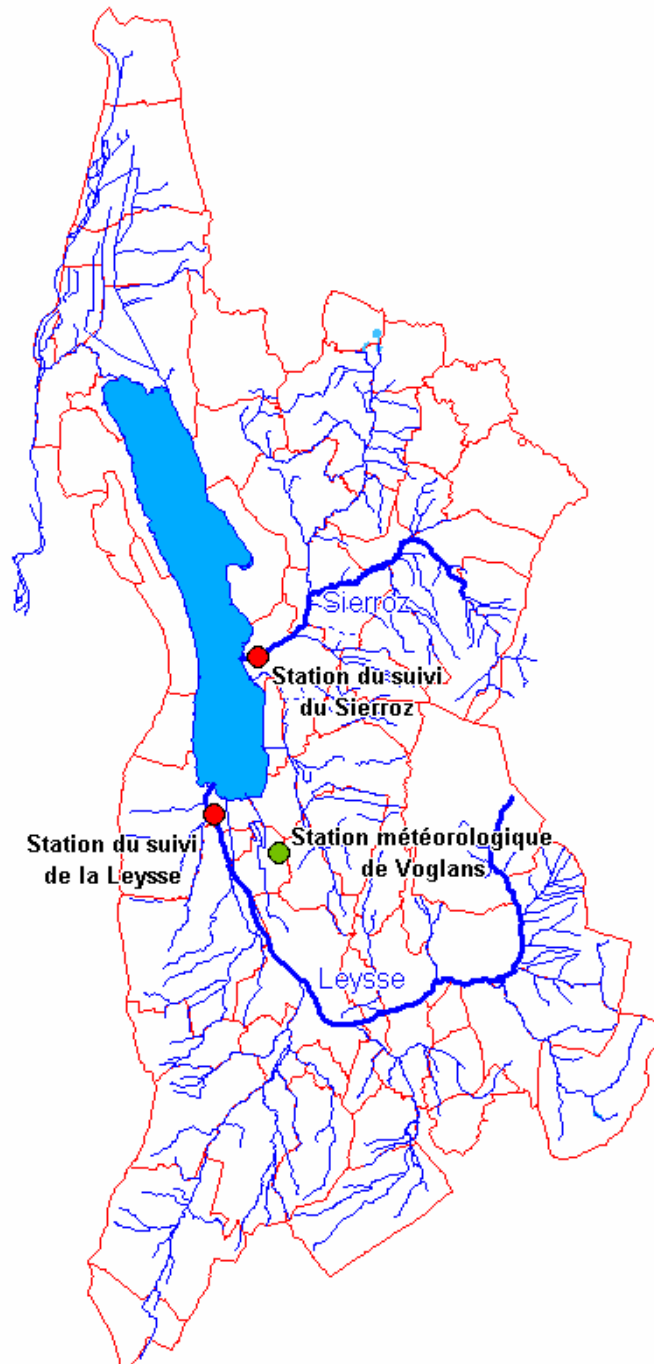 Sierroz
Station du suivi
du Sierroz
Station du suivi
de la Leysse
Station météorologique
de Voglans
Leysse